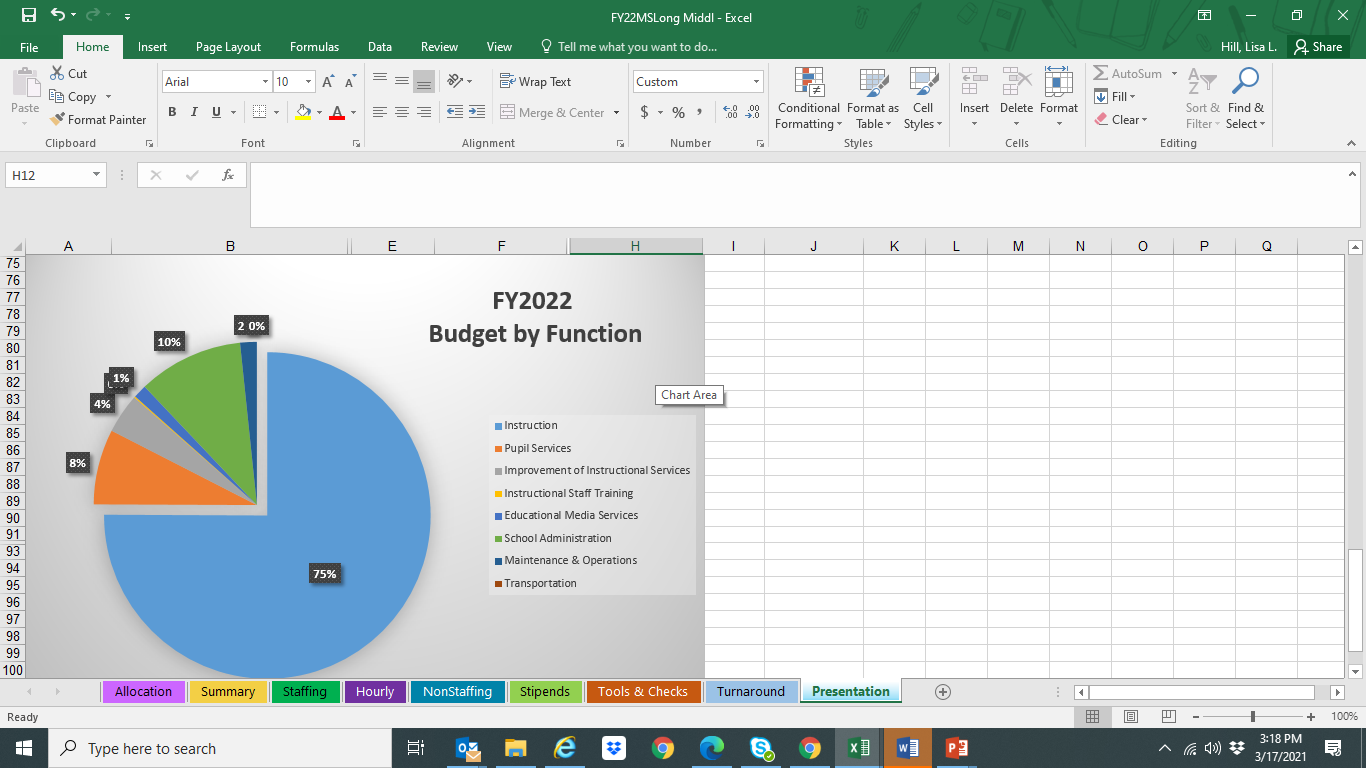 FY22MSLong Middl - Excel
File Home Insert Page Layout Formulas Data Review View Tell me what you want to do... Hill, Lisa L. Share
Paste
Cut
Copy
Format Painter
Clipboard
Arial 10
B I U
Font
Wrap Text
Merge & Center
Alignment
Custom
$ % ,
Number
Conditional Formatting
Format as Table
Cell Styles
Styles
Insert Delete Format
Cells
AutoSum
Fill
Clear
Sort & Filter
Find & Select
Editing
H12
fx
A B E F H I J K L M N O P Q
75
76
77
78
79
80
81
82
83
84
85
86
87
88
89
90
91
93
94
95
96
97
98
99
100
FY2022
Budget by Function
2 0%
10%
1%
4%
8%
75%
Chart Area
Instruction
Pupil Services
Improvement of Instructional Services
Instructional Staff Training
Educational Media Services
School Administration
Maintenance & Operations
Transportation
Allocation Summary Staffing Hourly NonStaffing Stipends Tools & Checks Turnaround Presentation
Ready
100%
Type here to search
3:18 PM
3/17/2021